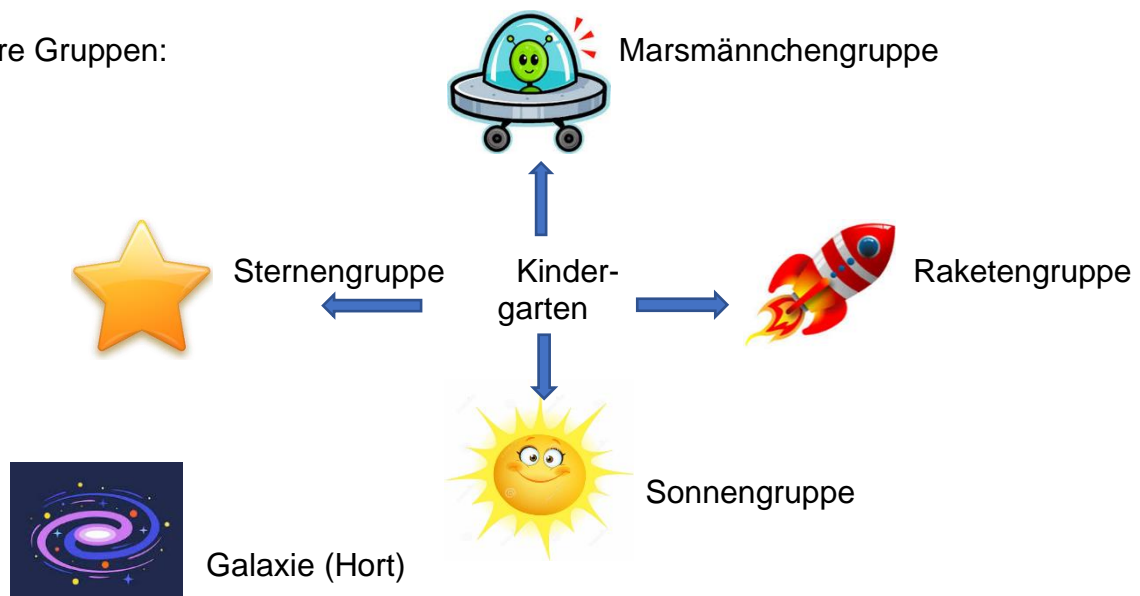 re Gruppen:
Marsmännchengruppe
Sternengruppe
Kinder-
garten
Raketengruppe
Sonnengruppe
Galaxie (Hort)